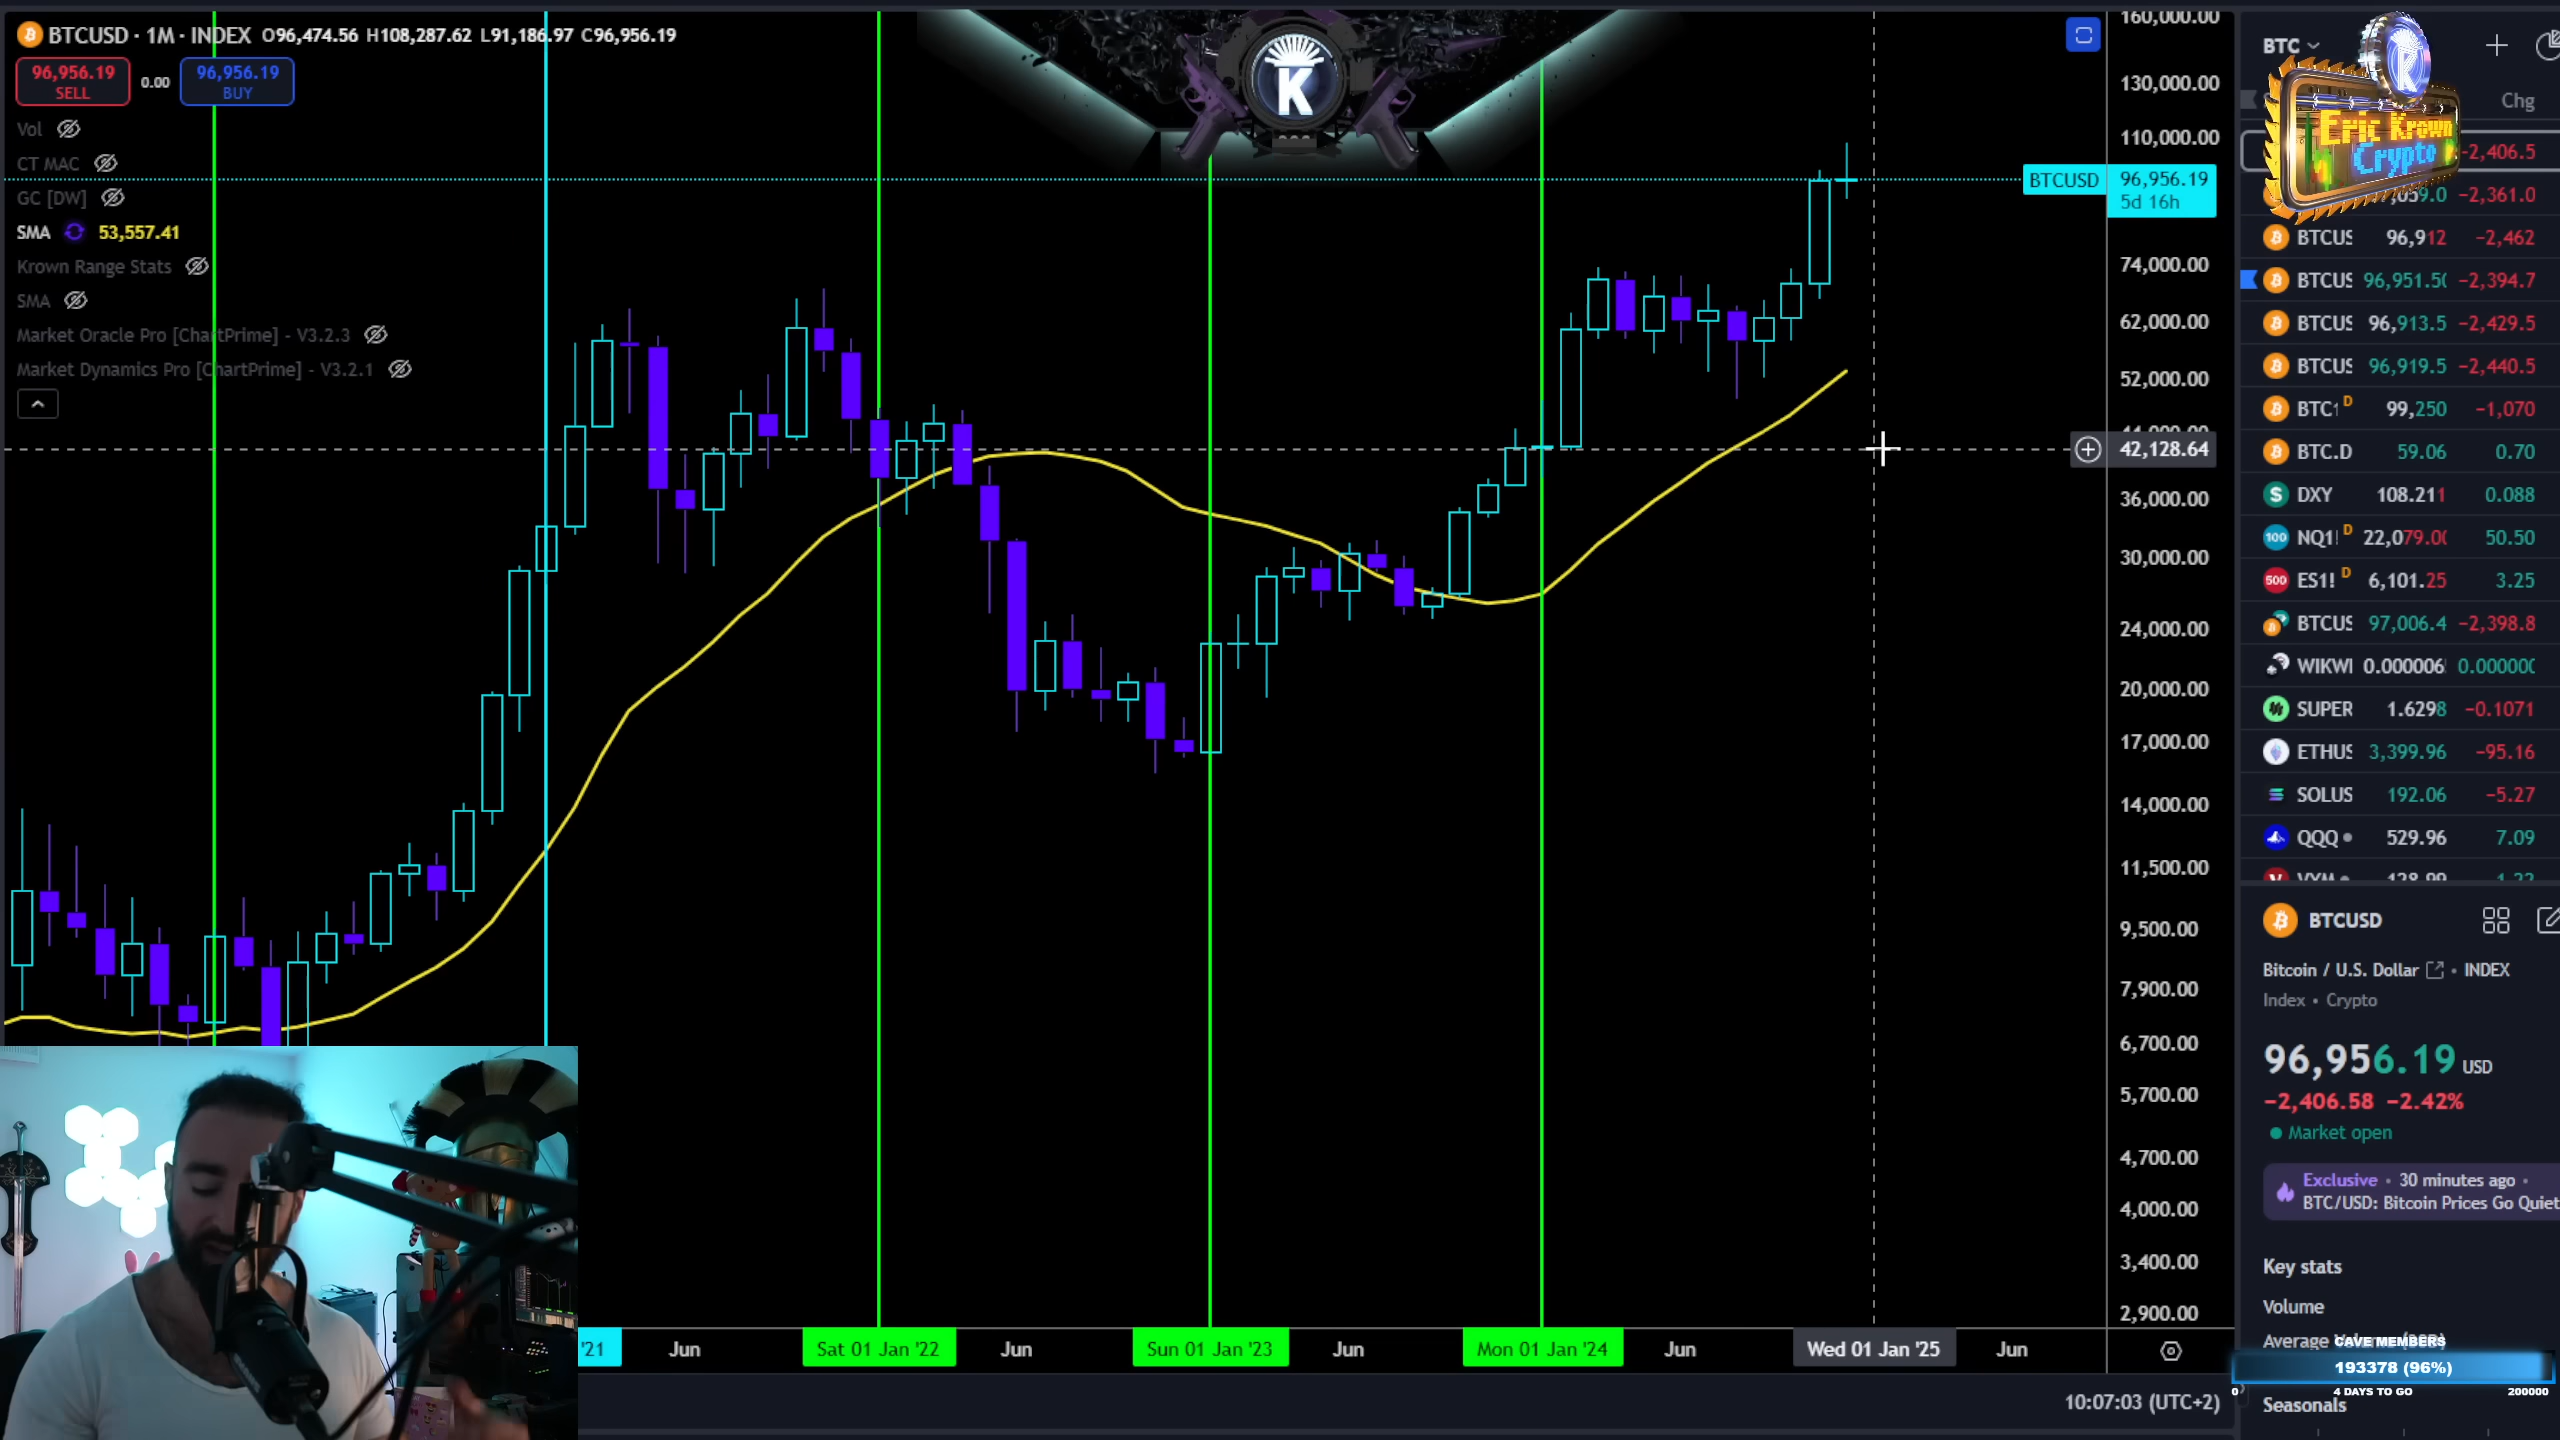 BTCUSD · 1M · INDEX O96,474.56 H108,287.62 L91,186.97 C96,956.19
96,956.19
SELL
0.00
96,956.19
BUY
Vol
CT MAC
GC [DW]
SMA 53,557.41
Krown Range Stats
SMA
Market Oracle Pro [ChartPrime] - V3.2.3
Market Dynamics Pro [ChartPrime] - V3.2.1
K
160,000.00
130,000.00
110,000.00
BTCUSD 96,956.19
5d 16h
74,000.00
62,000.00
52,000.00
42,128.64
36,000.00
30,000.00
24,000.00
20,000.00
17,000.00
14,000.00
11,500.00
9,500.00
7,900.00
6,700.00
5,700.00
4,700.00
4,000.00
3,400.00
2,900.00
'21
Jun
Sat 01 Jan '22
Jun
Sun 01 Jan '23
Jun
Mon 01 Jan '24
Jun
Wed 01 Jan '25
Jun
10:07:03 (UTC+2)
BTC
Chg
Eric Krown
Crypto
-2,406.5
-2,361.0
BTCUS 96,912 -2,462
BTCUS 96,951.50 -2,394.7
BTCUS 96,913.5 -2,429.5
BTCUS 96,919.5 -2,440.5
BTC1 D 99,250 -1,070
BTC.D 59.06 0.70
DXY 108.211 0.088
NQ1! D 22,079.00 50.50
ES1! D 6,101.25 3.25
BTCUS 97,006.4 -2,398.8
WIKWI 0.000006 0.000000
SUPER 1.6298 -0.1071
ETHUS 3,399.96 -95.16
SOLUS 192.06 -5.27
QQQ 529.96 7.09
BTCUSD
Bitcoin / U.S. Dollar • INDEX
Index • Crypto
96,956.19 USD
−2,406.58 −2.42%
Market open
Exclusive • 30 minutes ago •
BTC/USD: Bitcoin Prices Go Quiet
Key stats
Volume
Average
CAVE MEMBERS
193378 (96%)
0
4 DAYS TO GO
200000
Seasonals